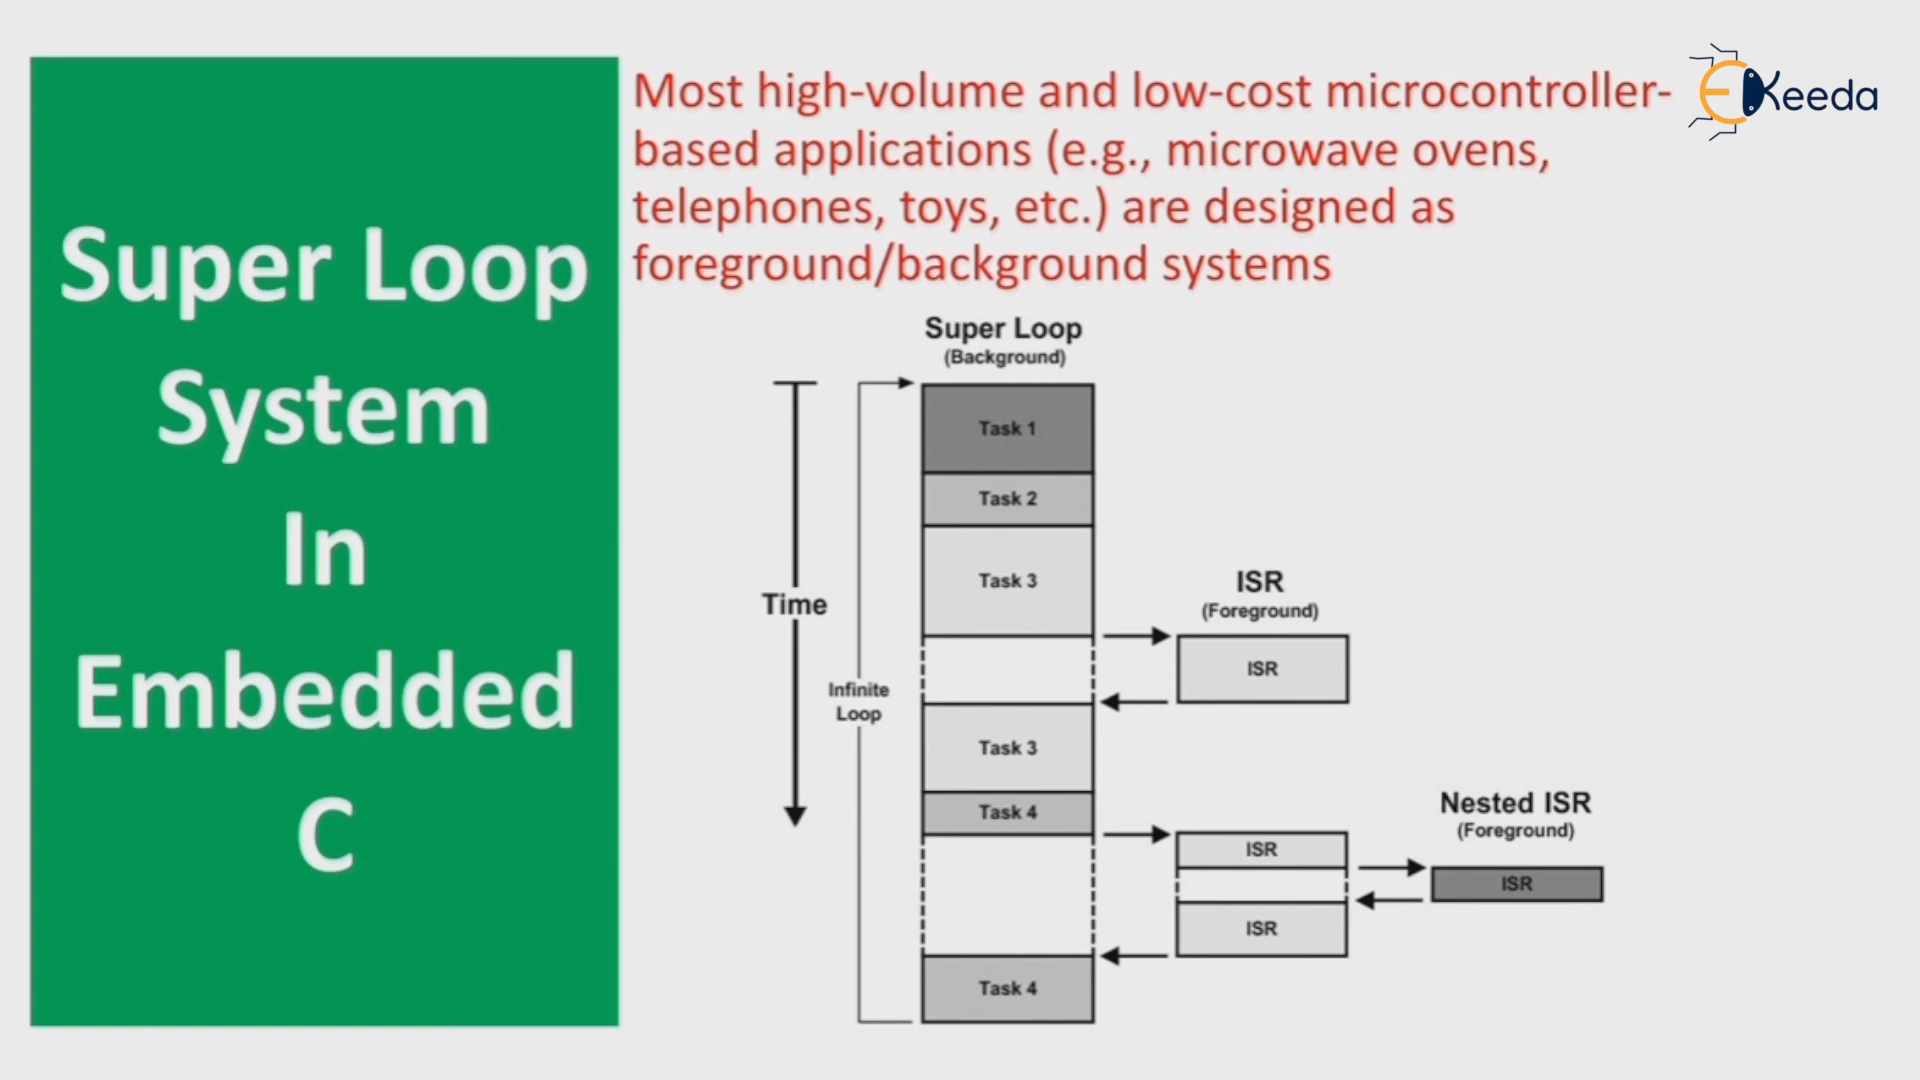 Super Loop
System
In
Embedded
C
Most high-volume and low-cost microcontroller-
based applications (e.g., microwave ovens,
telephones, toys, etc.) are designed as
foreground/background systems
EKeeda
Super Loop
(Background)
Task 1
Task 2
Task 3
Time
Infinite
Loop
ISR
(Foreground)
ISR
Task 3
Task 4
Nested ISR
(Foreground)
ISR
ISR
ISR
Task 4